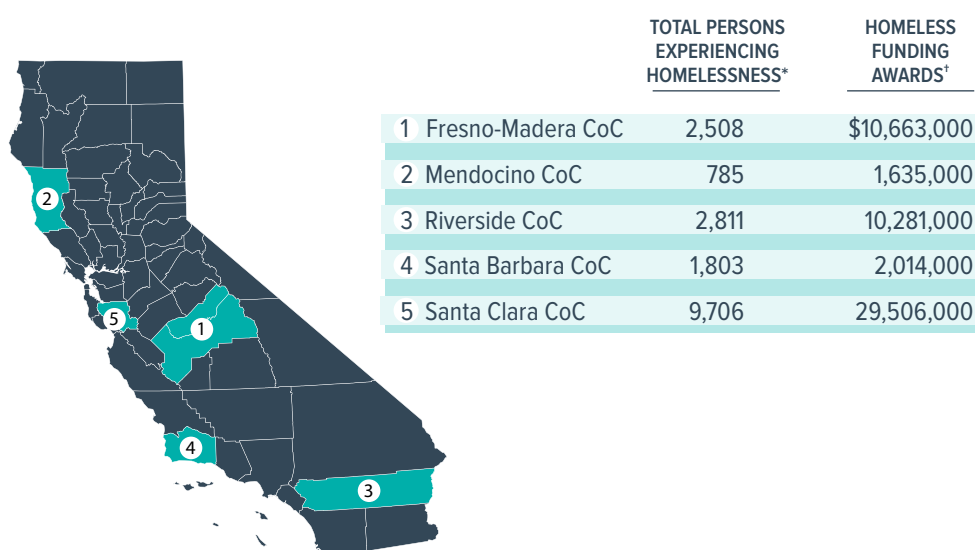 TOTAL PERSONS
EXPERIENCING
HOMELESSNESS*
HOMELESS
FUNDING
AWARDS†
1 Fresno-Madera CoC 2,508 $10,663,000
2 Mendocino CoC 785 1,635,000
3 Riverside CoC 2,811 10,281,000
4 Santa Barbara CoC 1,803 2,014,000
5 Santa Clara CoC 9,706 29,506,000
2
5
1
4
3